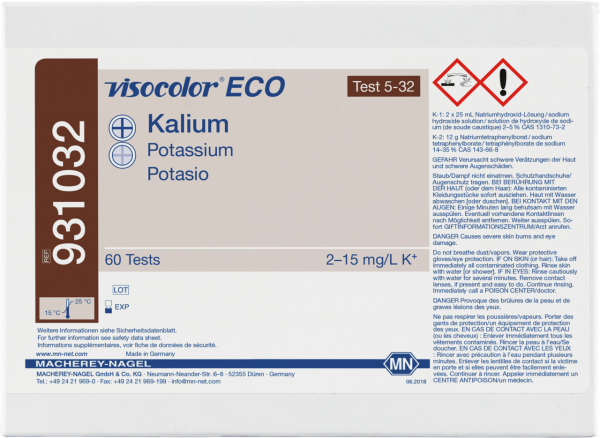 VISOCOLOR® ECO
Test 5-32
Kalium
Potassium
Potasio
60 Tests
2–15 mg/L K+
REF
931032
LOT
EXP
15 °C
25 °C
Weitere Informationen siehe Sicherheitsdatenblatt.
For further information see safety data sheet.
Informations supplémentaires, voir fiche de données de sécurité.
www.mn-net.com Made in Germany
MACHEREY-NAGEL
MN
MACHEREY-NAGEL GmbH & Co. KG · Neumann-Neander-Str. 6–8 · 52355 Düren · Germany
Tel.: +49 24 21 969-0 · Fax: +49 24 21 969-199 · info@mn-net.com
06.2018
K-1: 2 x 25 mL Natriumhydroxid-Lösung / sodium
hydroxide solution / solution de hydroxyde de sodi-
um (de soude caustique) 2–5 % CAS 1310-73-2
K-2: 12 g Natriumtetraphenylborat / sodium
tetraphenylborate / tétraphénylborate de sodium
14–35 % CAS 143-66-8
GEFAHR Verursacht schwere Verätzungen der Haut
und schwere Augenschäden.
Staub/Dampf nicht einatmen. Schutzhandschuhe/
Augenschutz tragen. BEI BERÜHRUNG MIT
DER HAUT (oder dem Haar): Alle kontaminierten
Kleidungsstücke sofort ausziehen. Haut mit Wasser
abwaschen [oder duschen]. BEI KONTAKT MIT DEN
AUGEN: Einige Minuten lang behutsam mit Wasser
ausspülen. Eventuell vorhandene Kontaktlinsen
nach Möglichkeit entfernen. Weiter ausspülen. So-
fort GIFTINFORMATIONSZENTRUM/Arzt anrufen.
DANGER Causes severe skin burns and eye
damage.
Do not breathe dust/vapors. Wear protective
gloves/eye protection. IF ON SKIN (or hair): Take off
immediately all contaminated clothing. Rinse skin
with water [or shower]. IF IN EYES: Rinse cautiously
with water for several minutes. Remove contact
lenses, if present and easy to do. Continue rinsing.
Immediately call a POISON CENTER/doctor.
DANGER Provoque des brûlures de la peau et de
graves lésions des yeux.
Ne pas respirer les poussières/vapeurs. Porter des
gants de protection/un équipement de protection
des yeux. EN CAS DE CONTACT AVEC LA PEAU
(ou les cheveux) : Enlever immédiatement tous les
vêtements contaminés. Rincer la peau à l'eau/Se
doucher. EN CAS DE CONTACT AVEC LES YEUX
: Rincer avec précaution à l'eau pendant plusieurs
minutes. Enlever les lentilles de contact si la victime
en porte et si elles peuvent être facilement enle-
vées. Continuer à rincer. Appeler immédiatement un
CENTRE ANTIPOISON/un médecin.